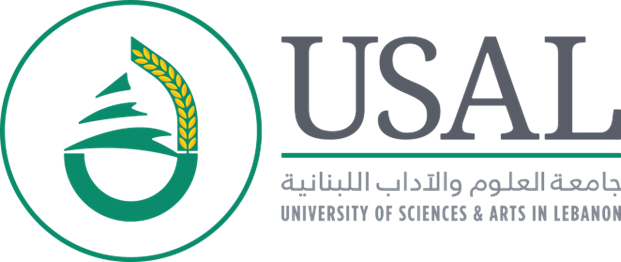 USAL
جامعة العلوم والآداب اللبنانية
UNIVERSITY OF SCIENCES & ARTS IN LEBANON